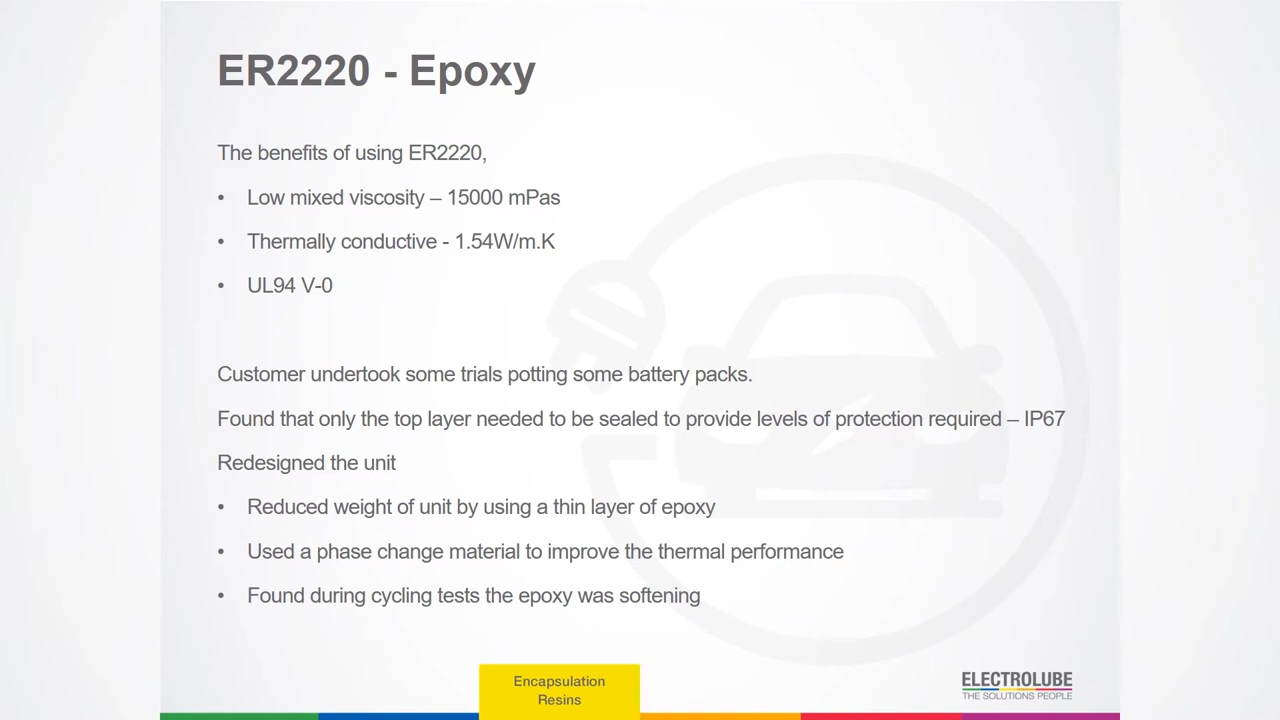 ER2220 - Epoxy
The benefits of using ER2220,
• Low mixed viscosity – 15000 mPas
• Thermally conductive - 1.54W/m.K
• UL94 V-0
Customer undertook some trials potting some battery packs.
Found that only the top layer needed to be sealed to provide levels of protection required – IP67
Redesigned the unit
• Reduced weight of unit by using a thin layer of epoxy
• Used a phase change material to improve the thermal performance
• Found during cycling tests the epoxy was softening
Encapsulation
Resins
ELECTROLUBE
THE SOLUTIONS PEOPLE